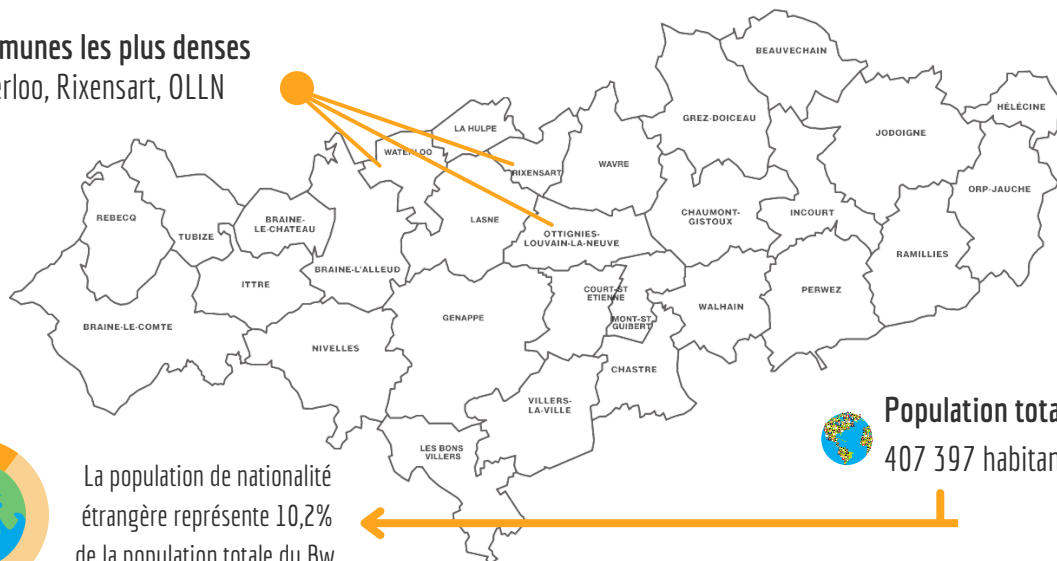 munes les plus denses
erloo, Rixensart, OLLN
BEAUVECHAIN
HÉLÉCINE
GREZ-DOICEAU
JODOIGNE
LA HULPE
WATERLOO
RIXENSART
WAVRE
ORP-JAUCHE
REBECQ
TUBIZE
BRAINE-
LE-CHATEAU
LASNE
OTTIGNIES-
LOUVAIN-LA-NEUVE
CHAUMONT-
GISTOUX
INCOURT
RAMILLIES
BRAINE-L'ALLEUD
ITTRE
COURT-ST
ETIENNE
WALHAIN
PERWEZ
BRAINE-LE-COMTE
GENAPPE
MONT-ST
GUIBERT
NIVELLES
CHASTRE
VILLERS-
LA-VILLE
LES BONS
VILLERS
Population tota
407 397 habitan
La population de nationalité
étrangère représente 10,2%
de la population totale du Bw